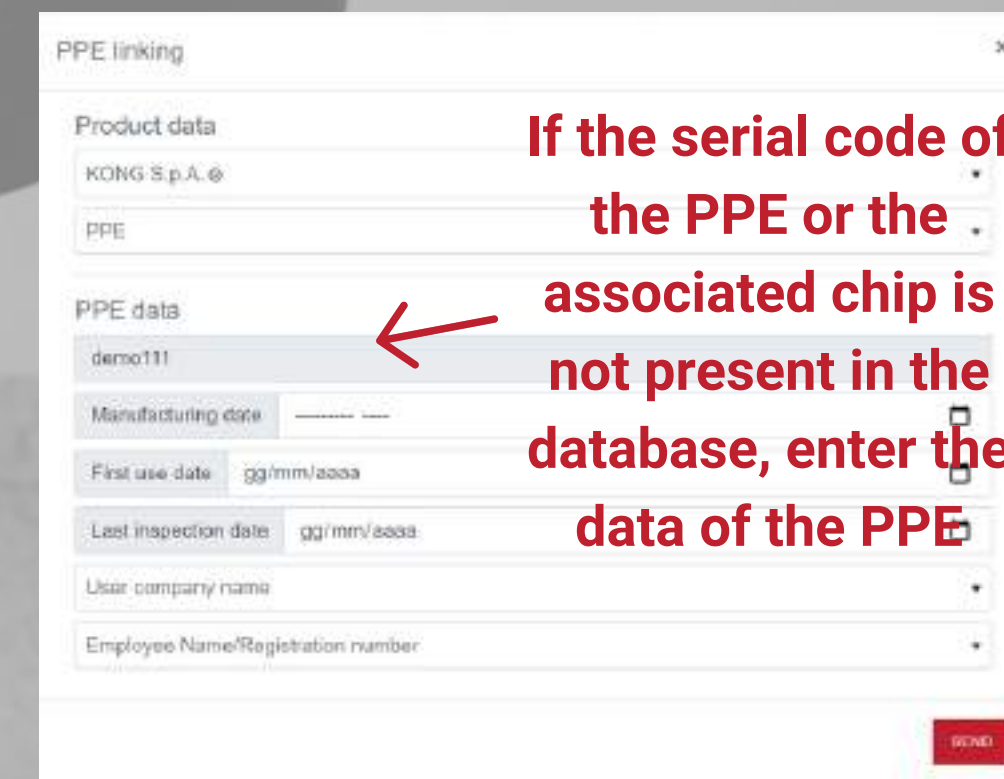 PPE linking
×
Product data
KONG S.p.A. @
PPE
If the serial code of
the PPE or the
associated chip is
not present in the
database, enter the
data of the PPE
PPE data
demo111
Manufacturing date --------- ----
First use date gg/mm/aaaa
Last inspection date gg/mm/aaaa
User company name
Employee Name/Registration number
SEND